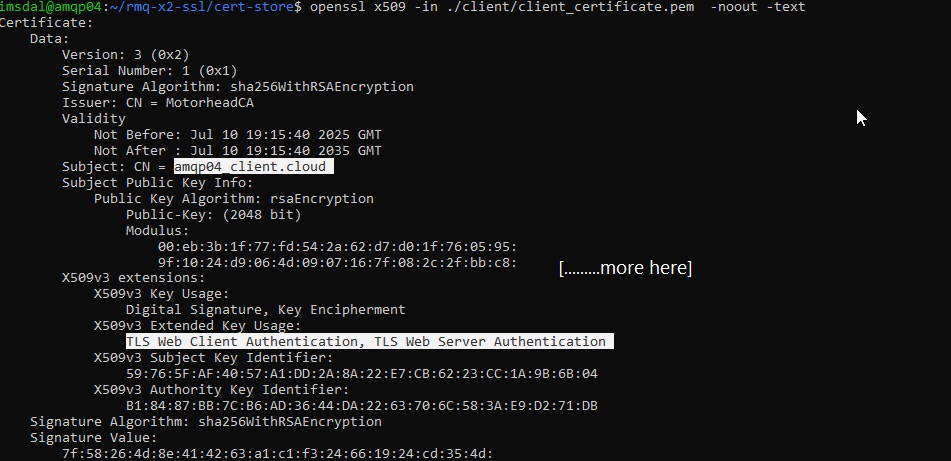 imsdal@amqp04:~/rmq-x2-ssl/cert-store$ openssl x509 -in ./client/client_certificate.pem  -noout -text
Certificate:
    Data:
        Version: 3 (0x2)
        Serial Number: 1 (0x1)
        Signature Algorithm: sha256WithRSAEncryption
        Issuer: CN = MotorheadCA
        Validity
            Not Before: Jul 10 19:15:40 2025 GMT
            Not After : Jul 10 19:15:40 2035 GMT
        Subject: CN = amqp04_client.cloud
        Subject Public Key Info:
            Public Key Algorithm: rsaEncryption
                Public-Key: (2048 bit)
                Modulus:
                    00:eb:3b:1f:77:fd:54:2a:62:d7:d0:1f:76:05:95:
                    9f:10:24:d9:06:4d:09:07:16:7f:08:2c:2f:bb:c8:
[.........more here]
        X509v3 extensions:
            X509v3 Key Usage:
                Digital Signature, Key Encipherment
            X509v3 Extended Key Usage:
                TLS Web Client Authentication, TLS Web Server Authentication
            X509v3 Subject Key Identifier:
                59:76:5F:AF:40:57:A1:DD:2A:8A:22:E7:CB:62:23:CC:1A:9B:6B:04
            X509v3 Authority Key Identifier:
                B1:84:87:BB:7C:B6:AD:36:44:DA:22:63:70:6C:58:3A:E9:D2:71:DB
    Signature Algorithm: sha256WithRSAEncryption
    Signature Value:
        7f:58:26:4d:8e:41:42:63:a1:c1:f3:24:66:19:24:cd:35:4d: